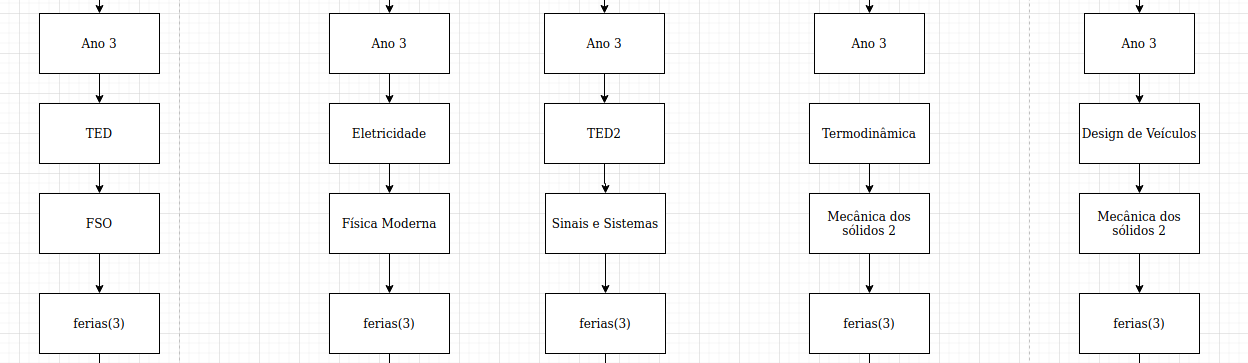 Ano 3
Ano 3
Ano 3
Ano 3
Ano 3
TED
Eletricidade
TED2
Termodinâmica
Design de Veículos
FSO
Física Moderna
Sinais e Sistemas
Mecânica dos
sólidos 2
Mecânica dos
sólidos 2
ferias(3)
ferias(3)
ferias(3)
ferias(3)
ferias(3)